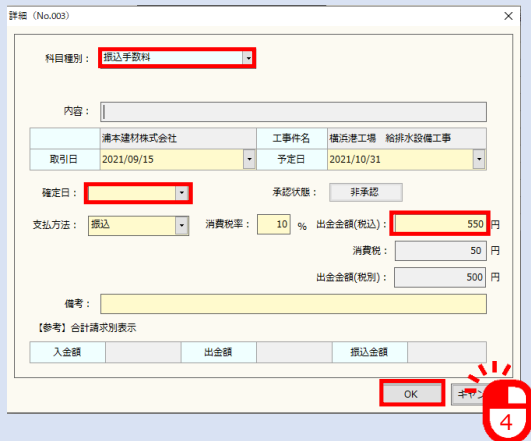 詳細（No.003） ×
科目種別： 振込手数料
内容：
浦本建材株式会社 工事件名 横浜港工場 給排水設備工事
取引日 2021/09/15 予定日 2021/10/31
確定日： 承認状態： 非承認
支払方法： 振込 消費税率： 10 % 出金金額(税込)： 550 円
消費税： 50 円
出金金額(税別)： 500 円
備考：
【参考】合計請求別表示
入金額 出金額 振込金額
OK キャン
4